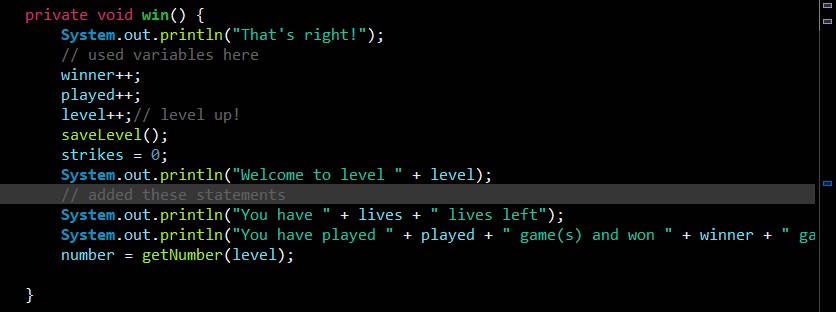 private void win() {
System.out.println("That's right!");
// used variables here
winner++;
played++;
level++;// level up!
saveLevel();
strikes = 0;
System.out.println("Welcome to level " + level);
// added these statements
System.out.println("You have " + lives + " lives left");
System.out.println("You have played " + played + " game(s) and won " + winner + " ga
number = getNumber(level);
}